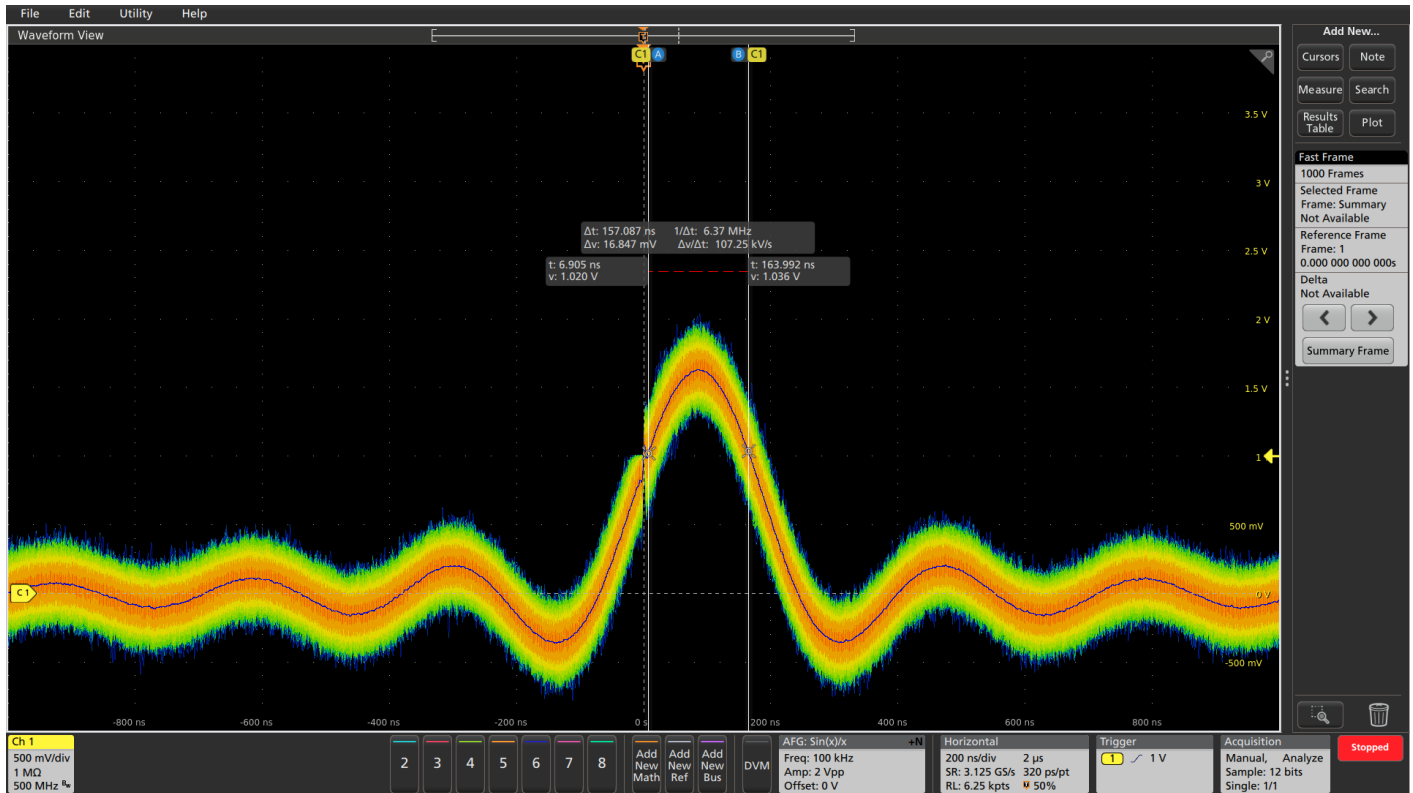 File Edit Utility Help
Waveform View
Add New...
Cursors Note
Measure Search
Results Table Plot
C1 A B C1
3.5 V
3 V
2.5 V
2 V
1.5 V
1
500 mV
0 V
-500 mV
Δt: 157.087 ns 1/Δt: 6.37 MHz
Δv: 16.847 mV Δv/Δt: 107.25 kV/s
t: 6.905 ns
v: 1.020 V
t: 163.992 ns
v: 1.036 V
C1
-800 ns -600 ns -400 ns -200 ns 0 s 200 ns 400 ns 600 ns 800 ns
Fast Frame
1000 Frames
Selected Frame
Frame: Summary
Not Available
Reference Frame
Frame: 1
0.000 000 000 000s
Delta
Not Available
Summary Frame
Ch 1
500 mV/div
1 MΩ
500 MHz
2 3 4 5 6 7 8
Add New Math
Add New Ref
Add New Bus
DVM
AFG: Sin(x)/x +N
Freq: 100 kHz
Amp: 2 Vpp
Offset: 0 V
Horizontal
200 ns/div 2 µs
SR: 3.125 GS/s 320 ps/pt
RL: 6.25 kpts 50%
Trigger
1 1 V
Acquisition
Manual, Analyze
Sample: 12 bits
Single: 1/1
Stopped